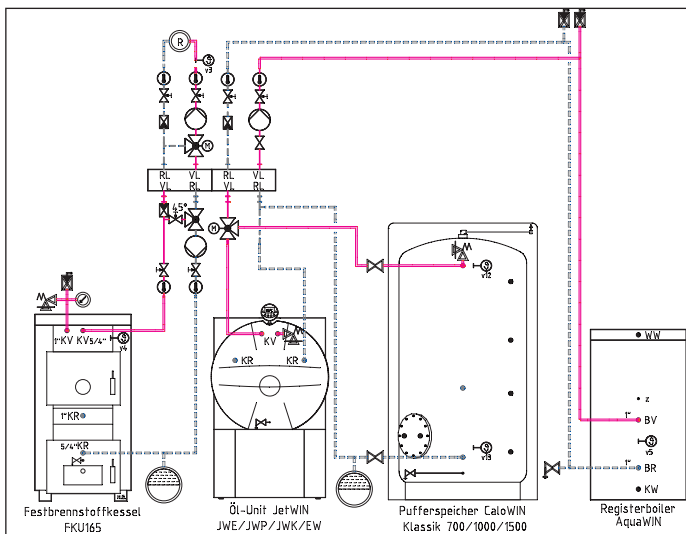 R
v3
M
RL VL RL VL
VL RL VL RL
45°
M
v12
1" KV KV 5/4"
v4
KV
KR KR
1" KR
5/4" KR
v13
WW
z
1" BV
v5
1" BR
KW
Festbrennstoffkessel
FKU165
Öl-Unit JetWIN
JWE/JWP/JWK/EW
Pufferspeicher CaloWIN
Klassik 700/1000/1500
Registerboiler
AquaWIN